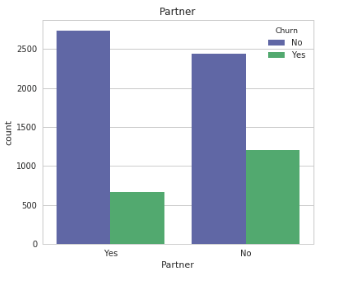 Partner
Churn
No
Yes
2500
2000
1500
1000
500
0
count
Yes
No
Partner